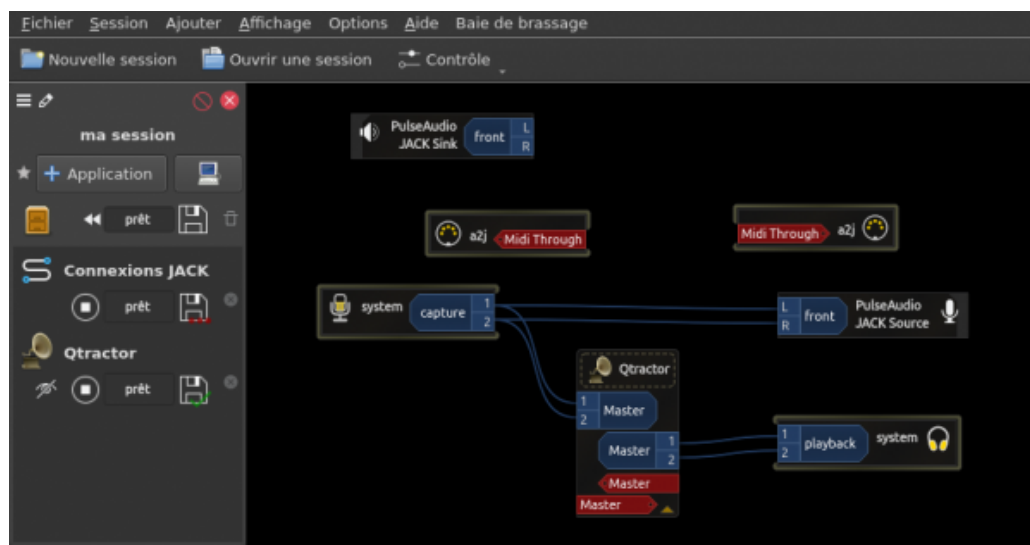 Fichier Session Ajouter Affichage Options Aide Baie de brassage
Nouvelle session Ouvrir une session Contrôle
ma session
Application
prêt
Connexions JACK
prêt
Qtractor
prêt
PulseAudio
JACK Sink
front
L
R
a2j Midi Through
Midi Through a2j
system capture
1
2
L
R
front
PulseAudio
JACK Source
Qtractor
1
2
Master
Master
1
2
Master
Master
1
2
playback
system